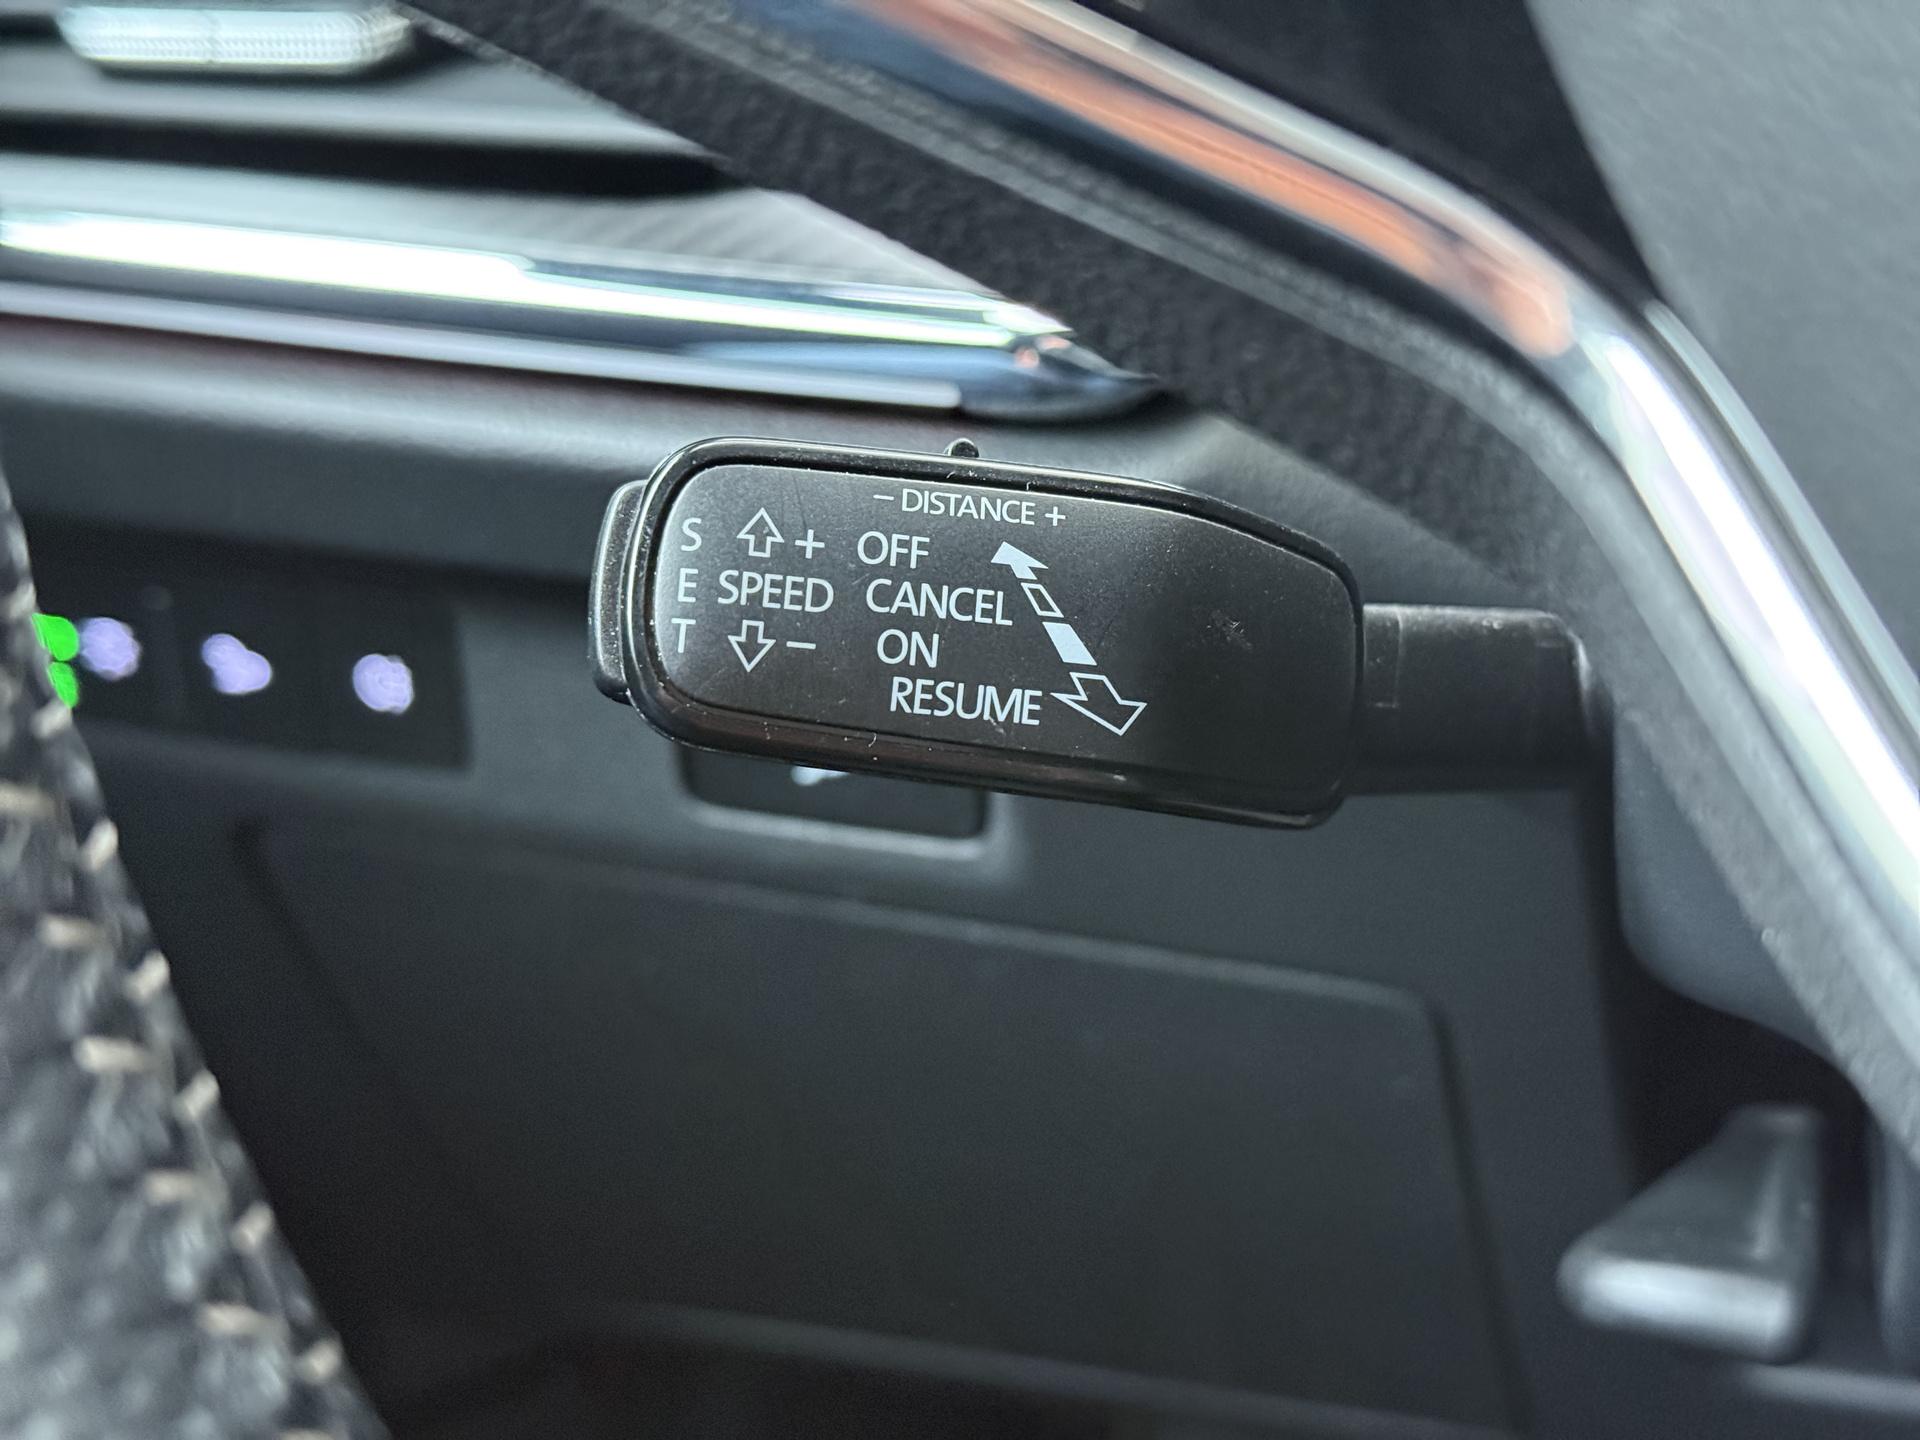 − DISTANCE +
S + OFF
E SPEED CANCEL
T − ON
RESUME